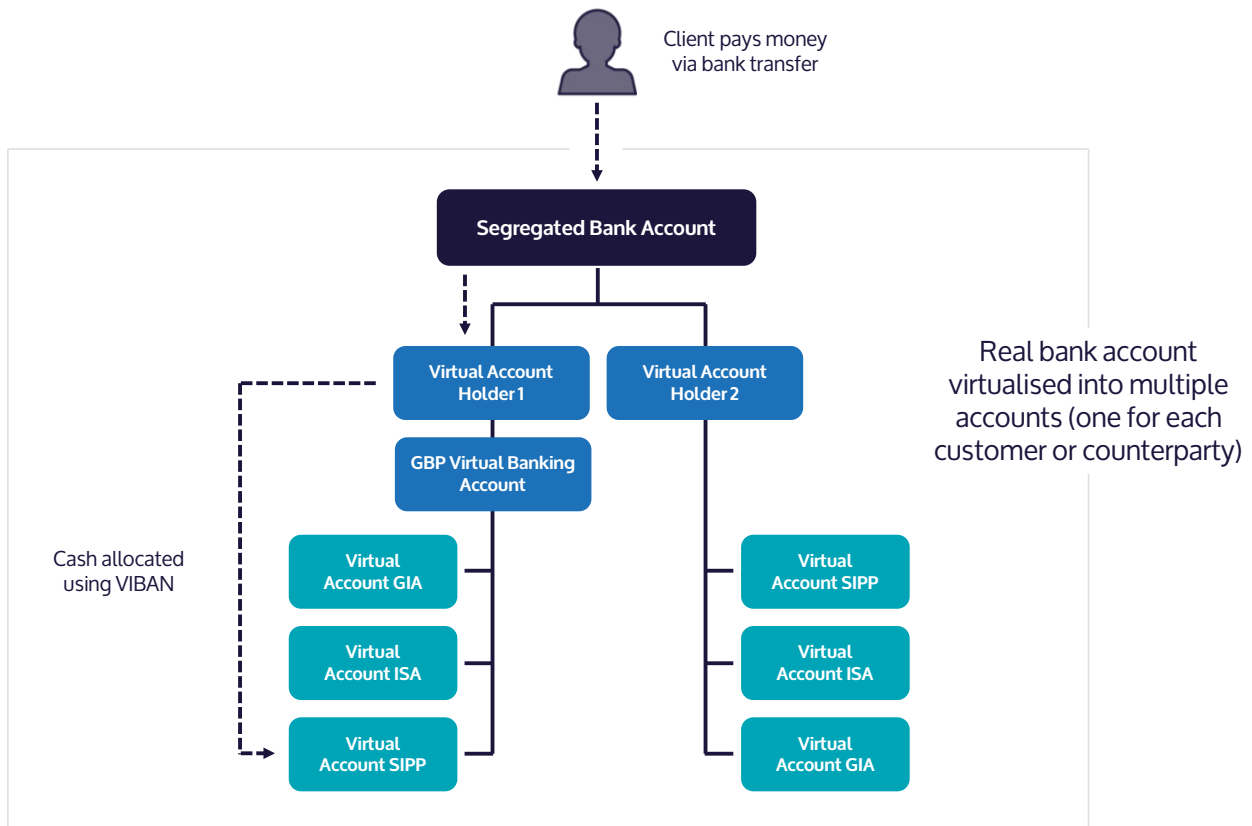 Client pays money
via bank transfer
Segregated Bank Account
Virtual Account
Holder 1
Virtual Account
Holder 2
Real bank account
virtualised into multiple
accounts (one for each
customer or counterparty)
GBP Virtual Banking
Account
Cash allocated
using VIBAN
Virtual
Account GIA
Virtual
Account SIPP
Virtual
Account ISA
Virtual
Account ISA
Virtual
Account SIPP
Virtual
Account GIA